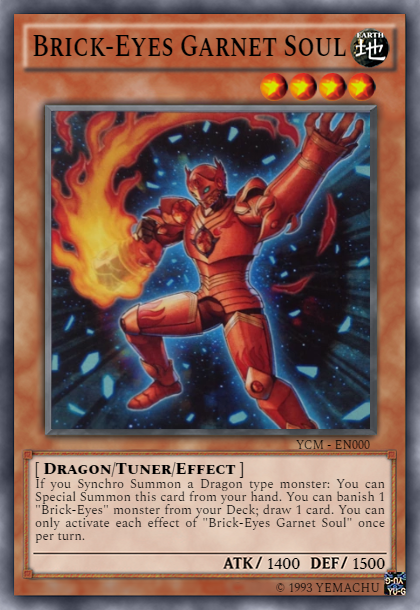 BRICK-EYES GARNET SOUL
EARTH
地
YCM - EN000
[ DRAGON/TUNER/EFFECT ]
If you Synchro Summon a Dragon type monster: You can
Special Summon this card from your hand. You can banish 1
"Brick-Eyes" monster from your Deck; draw 1 card. You can
only activate each effect of "Brick-Eyes Garnet Soul" once
per turn.
ATK / 1400 DEF / 1500
© 1993 YEMACHU